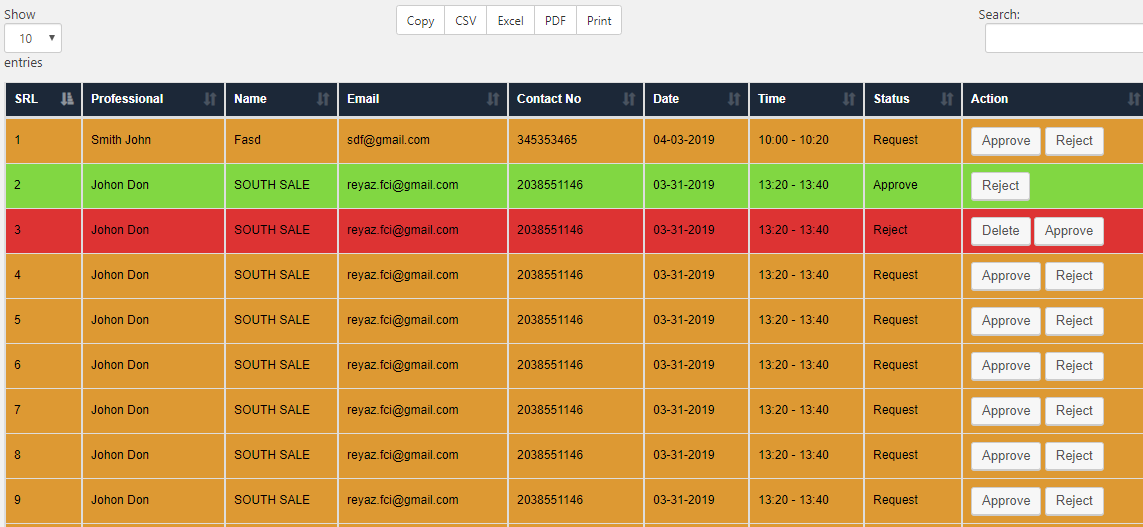 Show
10
entries
Copy CSV Excel PDF Print
Search:
SRL Professional Name Email Contact No Date Time Status Action
1 Smith John Fasd sdf@gmail.com 345353465 04-03-2019 10:00 - 10:20 Request Approve Reject
2 Johon Don SOUTH SALE reyaz.fci@gmail.com 2038551146 03-31-2019 13:20 - 13:40 Approve Reject
3 Johon Don SOUTH SALE reyaz.fci@gmail.com 2038551146 03-31-2019 13:20 - 13:40 Reject Delete Approve
4 Johon Don SOUTH SALE reyaz.fci@gmail.com 2038551146 03-31-2019 13:20 - 13:40 Request Approve Reject
5 Johon Don SOUTH SALE reyaz.fci@gmail.com 2038551146 03-31-2019 13:20 - 13:40 Request Approve Reject
6 Johon Don SOUTH SALE reyaz.fci@gmail.com 2038551146 03-31-2019 13:20 - 13:40 Request Approve Reject
7 Johon Don SOUTH SALE reyaz.fci@gmail.com 2038551146 03-31-2019 13:20 - 13:40 Request Approve Reject
8 Johon Don SOUTH SALE reyaz.fci@gmail.com 2038551146 03-31-2019 13:20 - 13:40 Request Approve Reject
9 Johon Don SOUTH SALE reyaz.fci@gmail.com 2038551146 03-31-2019 13:20 - 13:40 Request Approve Reject